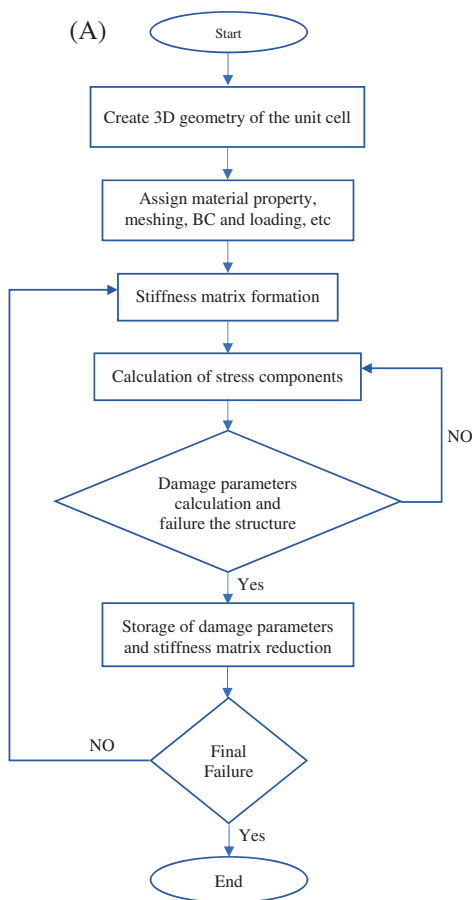 (A)
Start
Create 3D geometry of the unit cell
Assign material property,
meshing, BC and loading, etc
Stiffness matrix formation
Calculation of stress components
NO
Damage parameters
calculation and
failure the structure
Yes
Storage of damage parameters
and stiffness matrix reduction
NO
Final
Failure
Yes
End